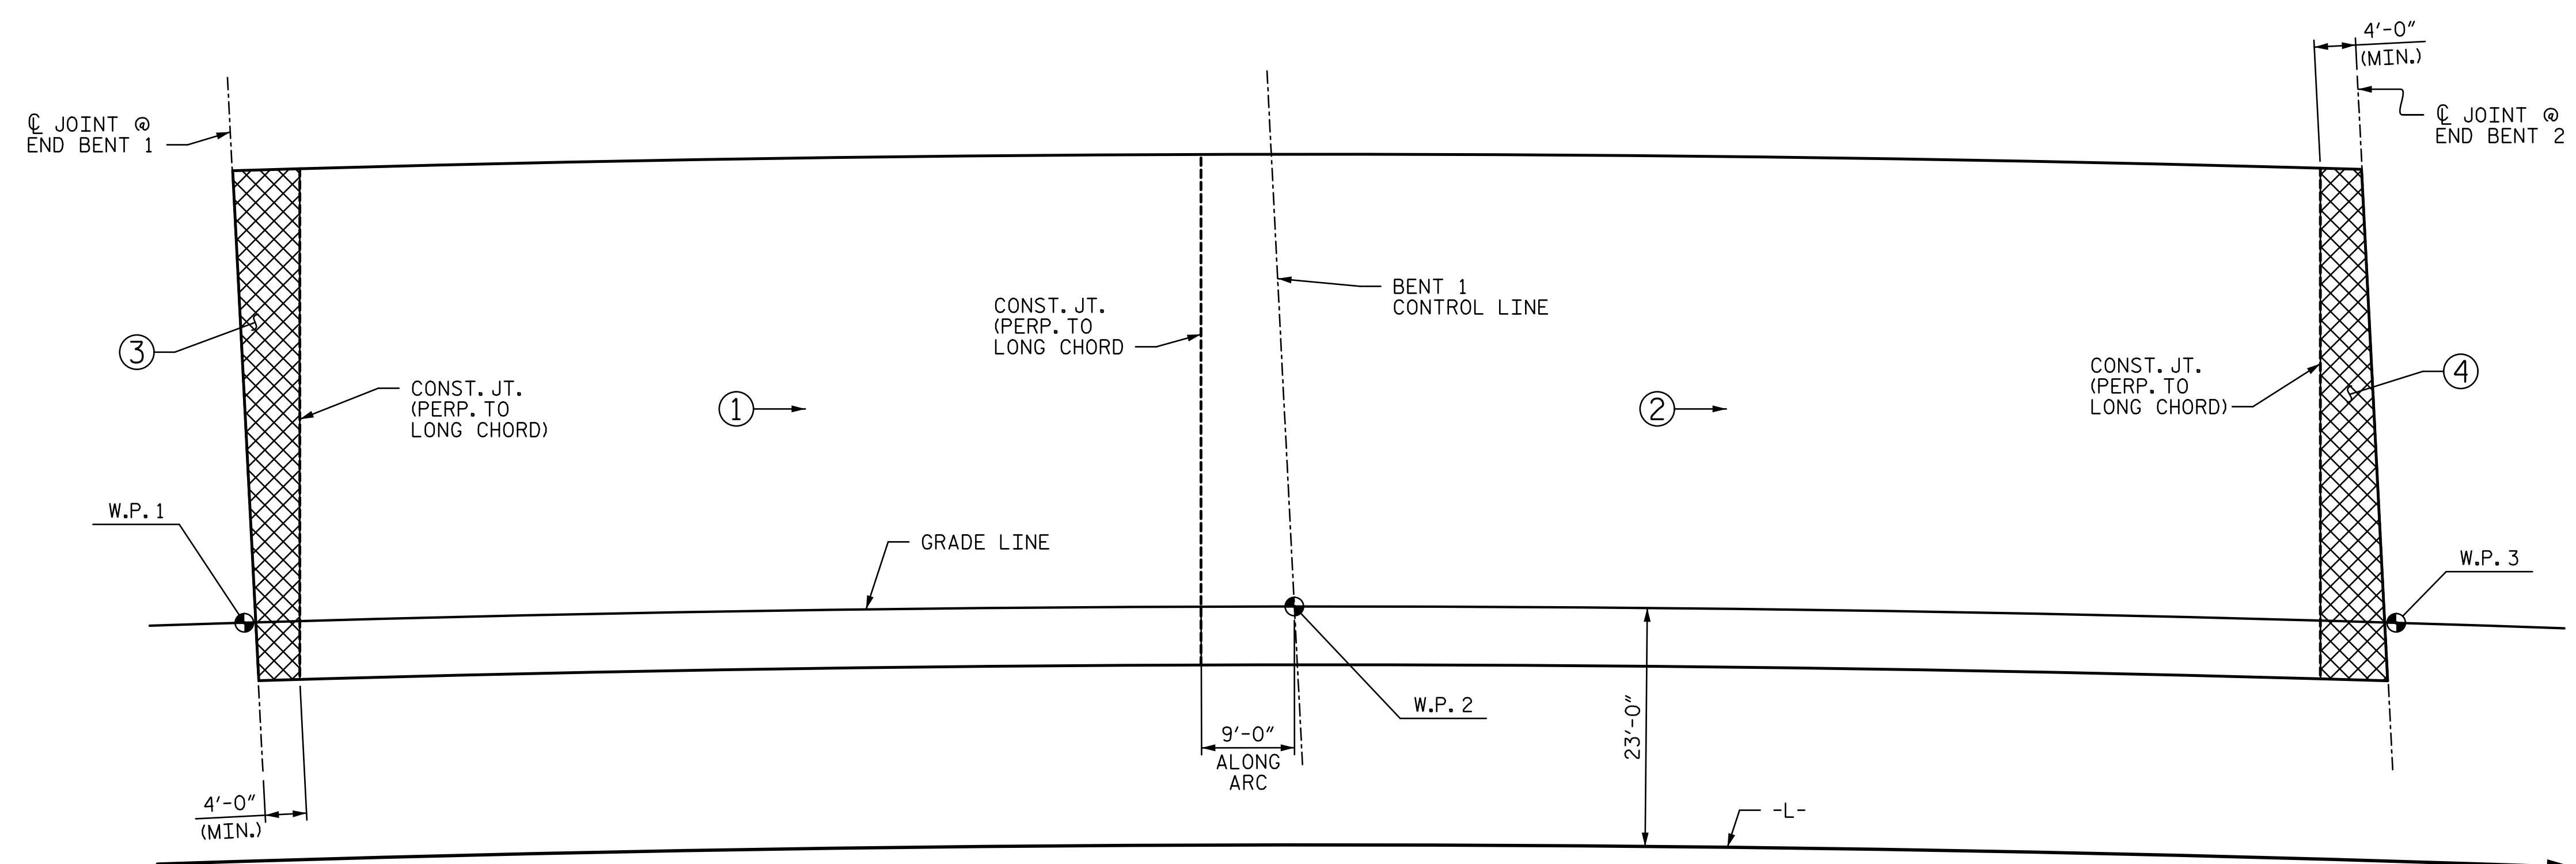 4'-0"
(MIN.)
℄ JOINT @
END BENT 1
℄ JOINT @
END BENT 2
BENT 1
CONTROL LINE
CONST. JT.
(PERP. TO
LONG CHORD
3
CONST. JT.
(PERP. TO
LONG CHORD)
1
2
CONST. JT.
(PERP. TO
LONG CHORD)
4
W.P. 1
GRADE LINE
W.P. 3
W.P. 2
9'-0"
ALONG
ARC
23'-0"
4'-0"
(MIN.)
-L-